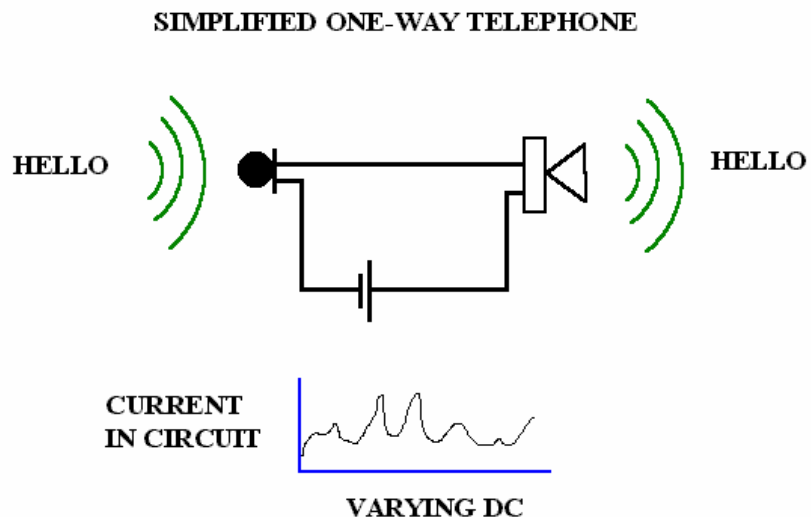 SIMPLIFIED ONE-WAY TELEPHONE
HELLO
HELLO
CURRENT
IN CIRCUIT
VARYING DC